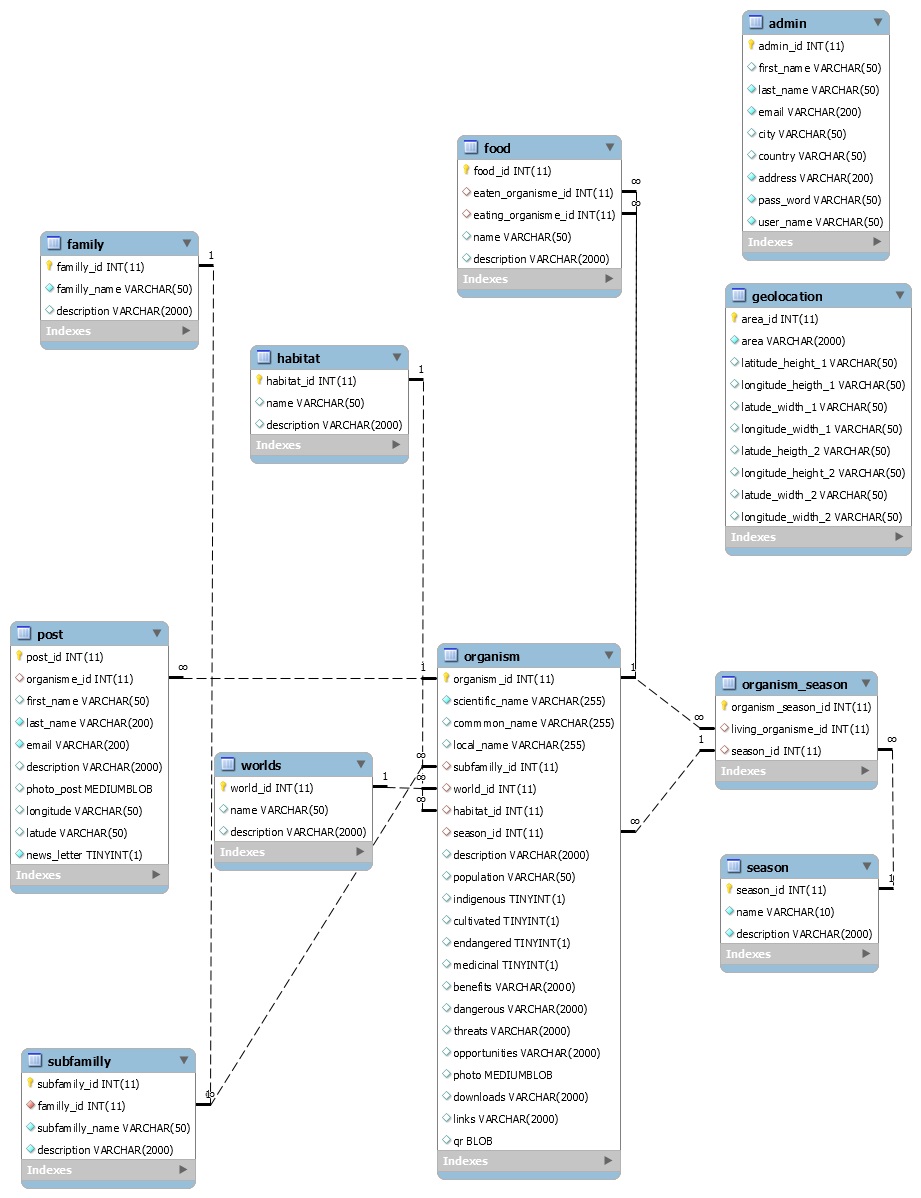 admin
admin_id INT(11)
first_name VARCHAR(50)
last_name VARCHAR(50)
email VARCHAR(200)
city VARCHAR(50)
country VARCHAR(50)
address VARCHAR(200)
pass_word VARCHAR(50)
user_name VARCHAR(50)
Indexes
food
food_id INT(11)
eaten_organisme_id INT(11)
eating_organisme_id INT(11)
name VARCHAR(50)
description VARCHAR(2000)
Indexes
∞
∞
family
familly_id INT(11)
familly_name VARCHAR(50)
description VARCHAR(2000)
Indexes
1
geolocation
area_id INT(11)
area VARCHAR(2000)
latitude_height_1 VARCHAR(50)
longitude_heigth_1 VARCHAR(50)
latude_width_1 VARCHAR(50)
longitude_width_1 VARCHAR(50)
latude_heigth_2 VARCHAR(50)
longitude_height_2 VARCHAR(50)
latude_width_2 VARCHAR(50)
longitude_width_2 VARCHAR(50)
Indexes
habitat
habitat_id INT(11)
name VARCHAR(50)
description VARCHAR(2000)
Indexes
1
post
post_id INT(11)
organisme_id INT(11)
first_name VARCHAR(50)
last_name VARCHAR(200)
email VARCHAR(200)
description VARCHAR(2000)
photo_post MEDIUMBLOB
longitude VARCHAR(50)
latude VARCHAR(50)
news_letter TINYINT(1)
Indexes
∞
1
organism
organism_id INT(11)
scientific_name VARCHAR(255)
commmon_name VARCHAR(255)
local_name VARCHAR(255)
subfamilly_id INT(11)
world_id INT(11)
habitat_id INT(11)
season_id INT(11)
description VARCHAR(2000)
population VARCHAR(50)
indigenous TINYINT(1)
cultivated TINYINT(1)
endangered TINYINT(1)
medicinal TINYINT(1)
benefits VARCHAR(2000)
dangerous VARCHAR(2000)
threats VARCHAR(2000)
opportunities VARCHAR(2000)
photo MEDIUMBLOB
downloads VARCHAR(2000)
links VARCHAR(2000)
qr BLOB
Indexes
1
∞
∞
∞
∞
organism_season
organism_season_id INT(11)
living_organisme_id INT(11)
season_id INT(11)
Indexes
∞
1
∞
worlds
world_id INT(11)
name VARCHAR(50)
description VARCHAR(2000)
Indexes
1
season
season_id INT(11)
name VARCHAR(10)
description VARCHAR(2000)
Indexes
1
subfamilly
subfamily_id INT(11)
familly_id INT(11)
subfamilly_name VARCHAR(50)
description VARCHAR(2000)
Indexes